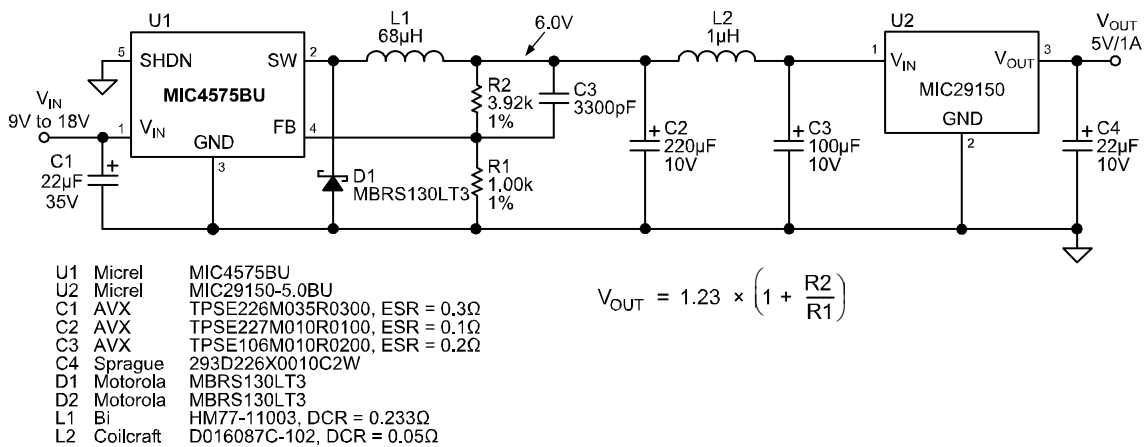 U1
5
SHDN
SW
2
MIC4575BU
V_IN
9V to 18V
1
V_IN
FB
4
GND
3
C1
22µF
35V
+
L1
68µH
6.0V
R2
3.92k
1%
C3
3300pF
D1
MBRS130LT3
R1
1.00k
1%
L2
1µH
+
C2
220µF
10V
+
C3
100µF
10V
U2
1
V_IN
V_OUT
3
MIC29150
GND
2
V_OUT
5V/1A
+
C4
22µF
10V
U1 Micrel MIC4575BU
U2 Micrel MIC29150-5.0BU
C1 AVX TPSE226M035R0300, ESR = 0.3Ω
C2 AVX TPSE227M010R0100, ESR = 0.1Ω
C3 AVX TPSE106M010R0200, ESR = 0.2Ω
C4 Sprague 293D226X0010C2W
D1 Motorola MBRS130LT3
D2 Motorola MBRS130LT3
L1 Bi HM77-11003, DCR = 0.233Ω
L2 Coilcraft D016087C-102, DCR = 0.05Ω
V_OUT = 1.23 × (1 + R2/R1)